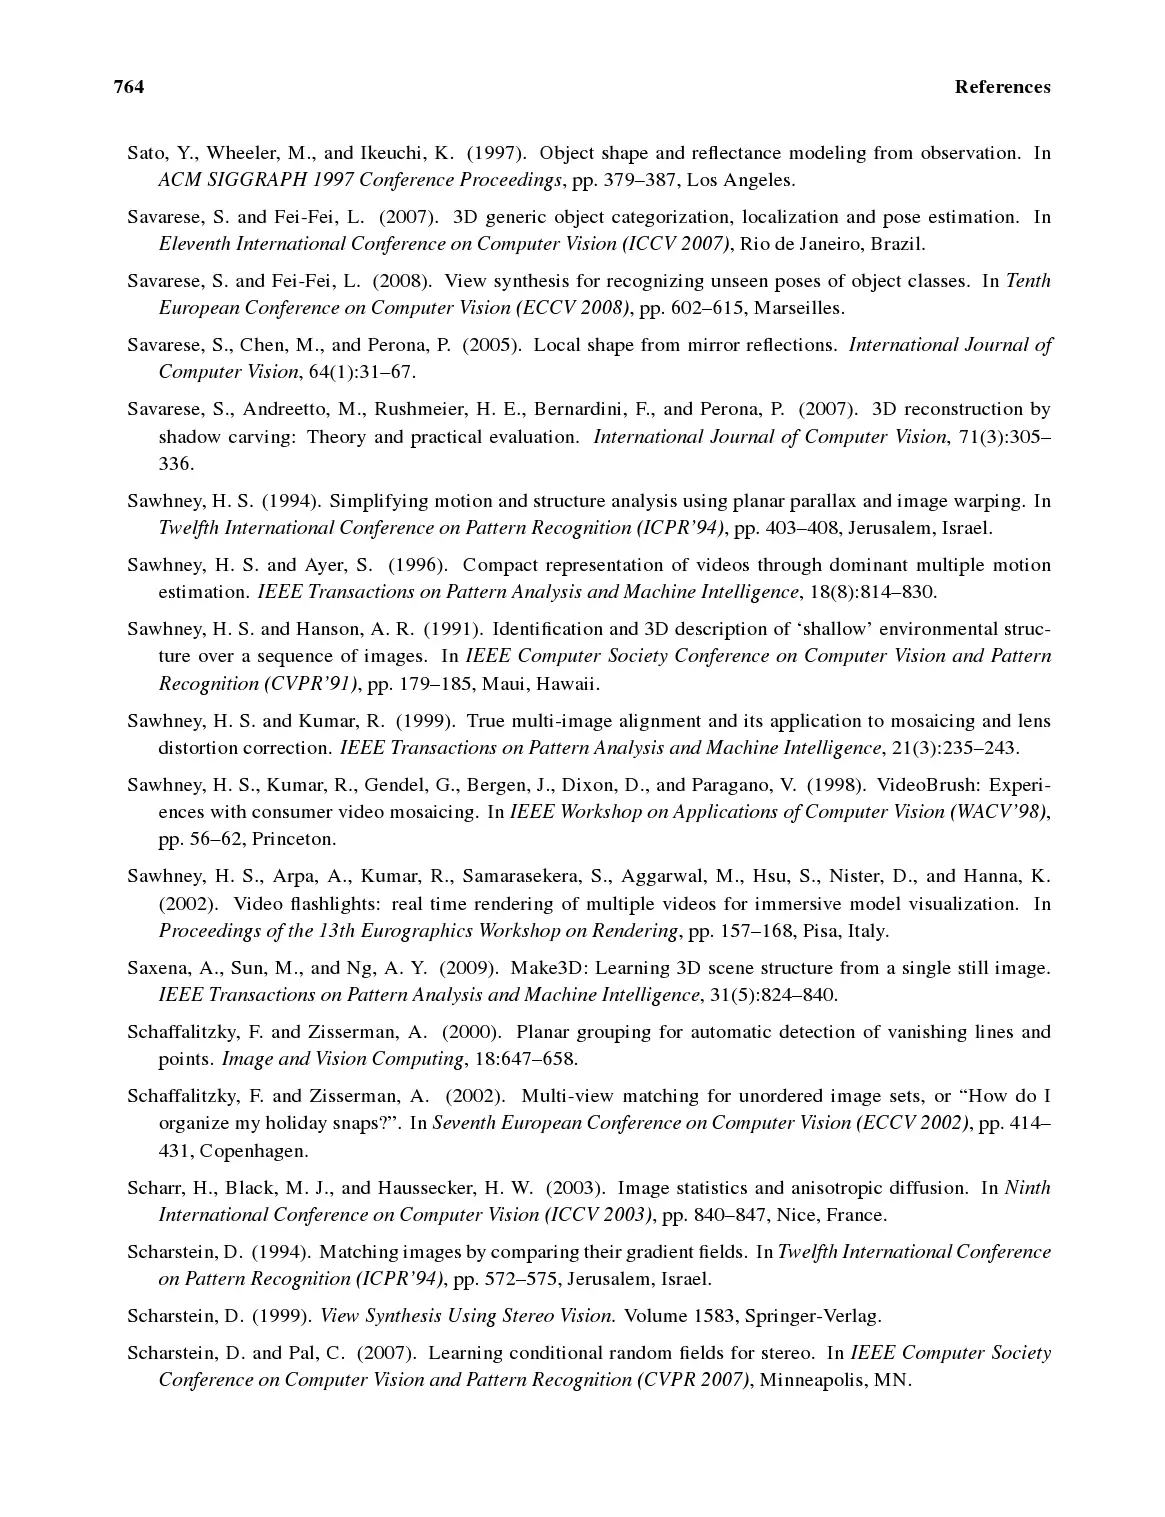 764 References
Sato, Y., Wheeler, M., and Ikeuchi, K. (1997). Object shape and reflectance modeling from observation. In
ACM SIGGRAPH 1997 Conference Proceedings, pp. 379–387, Los Angeles.
Savarese, S. and Fei-Fei, L. (2007). 3D generic object categorization, localization and pose estimation. In
Eleventh International Conference on Computer Vision (ICCV 2007), Rio de Janeiro, Brazil.
Savarese, S. and Fei-Fei, L. (2008). View synthesis for recognizing unseen poses of object classes. In Tenth
European Conference on Computer Vision (ECCV 2008), pp. 602–615, Marseilles.
Savarese, S., Chen, M., and Perona, P. (2005). Local shape from mirror reflections. International Journal of
Computer Vision, 64(1):31–67.
Savarese, S., Andreetto, M., Rushmeier, H. E., Bernardini, F., and Perona, P. (2007). 3D reconstruction by
shadow carving: Theory and practical evaluation. International Journal of Computer Vision, 71(3):305–
336.
Sawhney, H. S. (1994). Simplifying motion and structure analysis using planar parallax and image warping. In
Twelfth International Conference on Pattern Recognition (ICPR’94), pp. 403–408, Jerusalem, Israel.
Sawhney, H. S. and Ayer, S. (1996). Compact representation of videos through dominant multiple motion
estimation. IEEE Transactions on Pattern Analysis and Machine Intelligence, 18(8):814–830.
Sawhney, H. S. and Hanson, A. R. (1991). Identification and 3D description of ‘shallow’ environmental struc-
ture over a sequence of images. In IEEE Computer Society Conference on Computer Vision and Pattern
Recognition (CVPR’91), pp. 179–185, Maui, Hawaii.
Sawhney, H. S. and Kumar, R. (1999). True multi-image alignment and its application to mosaicing and lens
distortion correction. IEEE Transactions on Pattern Analysis and Machine Intelligence, 21(3):235–243.
Sawhney, H. S., Kumar, R., Gendel, G., Bergen, J., Dixon, D., and Paragano, V. (1998). VideoBrush: Experi-
ences with consumer video mosaicing. In IEEE Workshop on Applications of Computer Vision (WACV’98),
pp. 56–62, Princeton.
Sawhney, H. S., Arpa, A., Kumar, R., Samarasekera, S., Aggarwal, M., Hsu, S., Nister, D., and Hanna, K.
(2002). Video flashlights: real time rendering of multiple videos for immersive model visualization. In
Proceedings of the 13th Eurographics Workshop on Rendering, pp. 157–168, Pisa, Italy.
Saxena, A., Sun, M., and Ng, A. Y. (2009). Make3D: Learning 3D scene structure from a single still image.
IEEE Transactions on Pattern Analysis and Machine Intelligence, 31(5):824–840.
Schaffalitzky, F. and Zisserman, A. (2000). Planar grouping for automatic detection of vanishing lines and
points. Image and Vision Computing, 18:647–658.
Schaffalitzky, F. and Zisserman, A. (2002). Multi-view matching for unordered image sets, or “How do I
organize my holiday snaps?”. In Seventh European Conference on Computer Vision (ECCV 2002), pp. 414–
431, Copenhagen.
Scharr, H., Black, M. J., and Haussecker, H. W. (2003). Image statistics and anisotropic diffusion. In Ninth
International Conference on Computer Vision (ICCV 2003), pp. 840–847, Nice, France.
Scharstein, D. (1994). Matching images by comparing their gradient fields. In Twelfth International Conference
on Pattern Recognition (ICPR’94), pp. 572–575, Jerusalem, Israel.
Scharstein, D. (1999). View Synthesis Using Stereo Vision. Volume 1583, Springer-Verlag.
Scharstein, D. and Pal, C. (2007). Learning conditional random fields for stereo. In IEEE Computer Society
Conference on Computer Vision and Pattern Recognition (CVPR 2007), Minneapolis, MN.